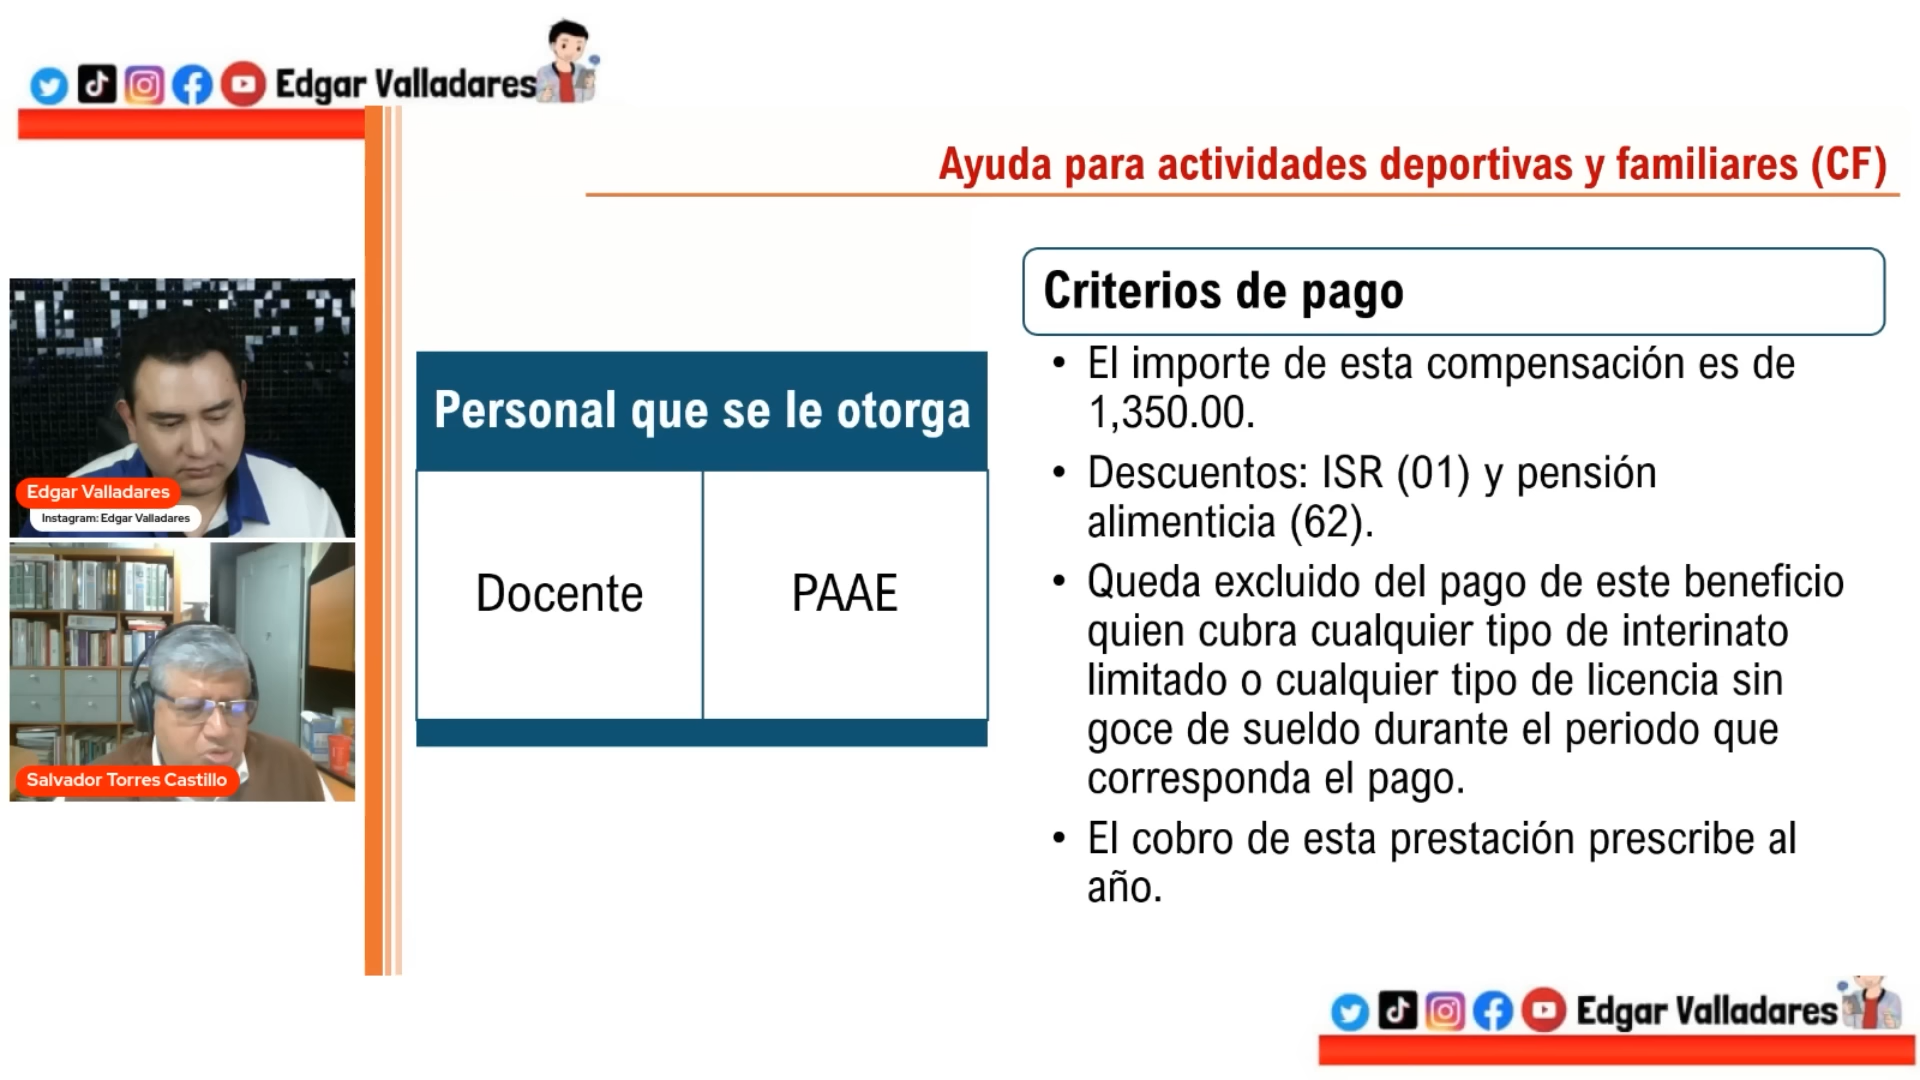 Edgar Valladares
Ayuda para actividades deportivas y familiares (CF)
Edgar Valladares
Instagram: Edgar Valladares
Salvador Torres Castillo
Personal que se le otorga
Docente
PAAE
Criterios de pago
• El importe de esta compensación es de
1,350.00.
• Descuentos: ISR (01) y pensión
alimenticia (62).
• Queda excluido del pago de este beneficio
quien cubra cualquier tipo de interinato
limitado o cualquier tipo de licencia sin
goce de sueldo durante el periodo que
corresponda el pago.
• El cobro de esta prestación prescribe al
año.
Edgar Valladares